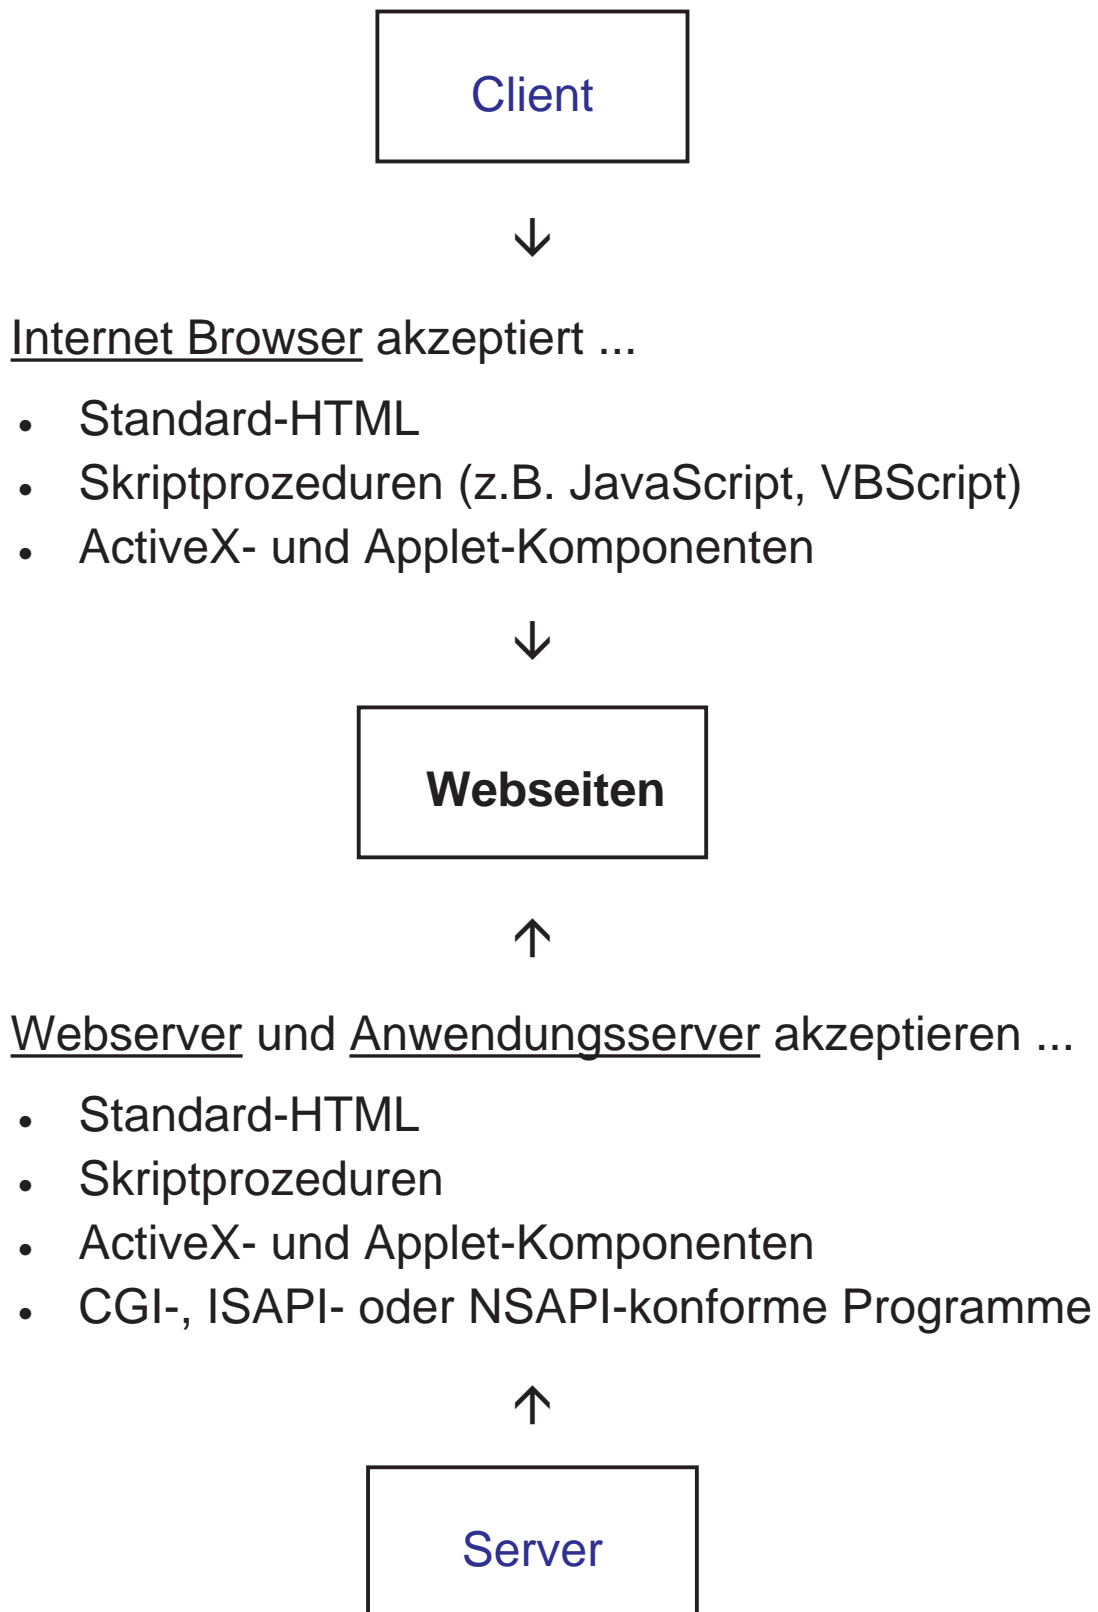 Client
↓
Internet Browser akzeptiert ...
• Standard-HTML
• Skriptprozeduren (z.B. JavaScript, VBScript)
• ActiveX- und Applet-Komponenten
↓
Webseiten
↑
Webserver und Anwendungsserver akzeptieren ...
• Standard-HTML
• Skriptprozeduren
• ActiveX- und Applet-Komponenten
• CGI-, ISAPI- oder NSAPI-konforme Programme
↑
Server